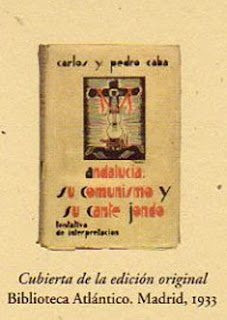 carlos y pedro caba
andalucía:
su comunismo y
su cante jondo
tentativa
de interpretación
Cubierta de la edición original
Biblioteca Atlántico. Madrid, 1933